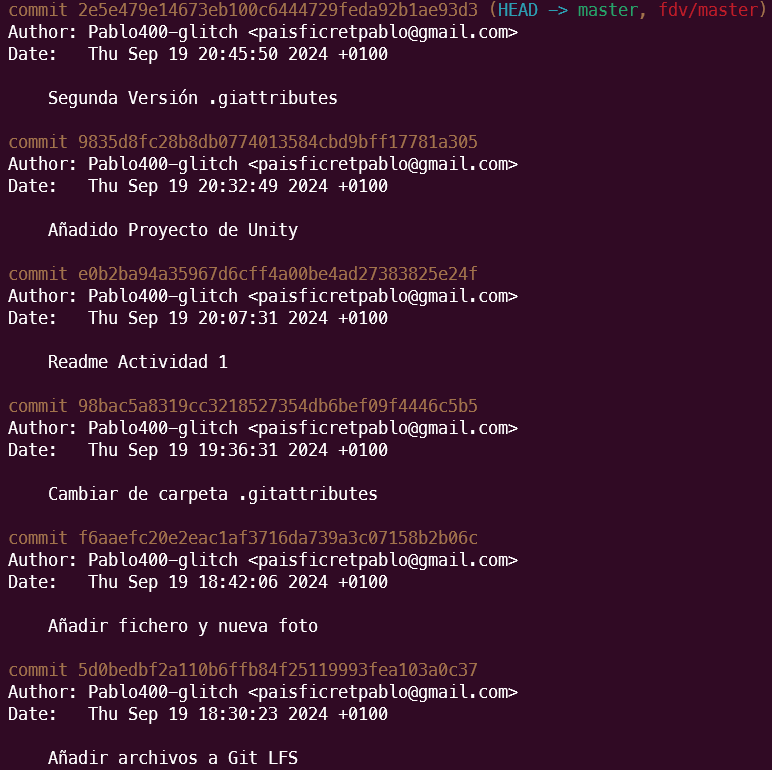 commit 2e5e479e14673eb100c6444729feda92b1ae93d3 (HEAD -> master, fdv/master)
Author: Pablo400-glitch <paisficretpablo@gmail.com>
Date:   Thu Sep 19 20:45:50 2024 +0100
Segunda Versión .giattributes
commit 9835d8fc28b8db0774013584cbd9bff17781a305
Author: Pablo400-glitch <paisficretpablo@gmail.com>
Date:   Thu Sep 19 20:32:49 2024 +0100
Añadido Proyecto de Unity
commit e0b2ba94a35967d6cff4a00be4ad27383825e24f
Author: Pablo400-glitch <paisficretpablo@gmail.com>
Date:   Thu Sep 19 20:07:31 2024 +0100
Readme Actividad 1
commit 98bac5a8319cc3218527354db6bef09f4446c5b5
Author: Pablo400-glitch <paisficretpablo@gmail.com>
Date:   Thu Sep 19 19:36:31 2024 +0100
Cambiar de carpeta .gitattributes
commit f6aaefc20e2eac1af3716da739a3c07158b2b06c
Author: Pablo400-glitch <paisficretpablo@gmail.com>
Date:   Thu Sep 19 18:42:06 2024 +0100
Añadir fichero y nueva foto
commit 5d0bedbf2a110b6ffb84f25119993fea103a0c37
Author: Pablo400-glitch <paisficretpablo@gmail.com>
Date:   Thu Sep 19 18:30:23 2024 +0100
Añadir archivos a Git LFS